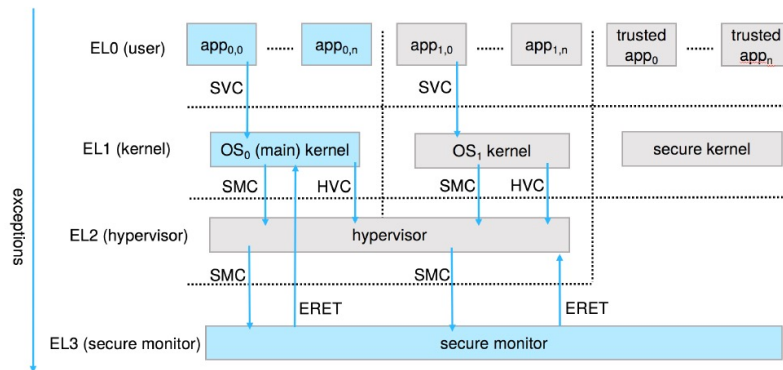 EL0 (user)
app0,0 ...... app0,n
app1,0 ...... app1,n
trusted
app0
......
trusted
appn
SVC
SVC
EL1 (kernel)
OS0 (main) kernel
OS1 kernel
secure kernel
SMC
HVC
SMC
HVC
exceptions
EL2 (hypervisor)
hypervisor
SMC
ERET
SMC
ERET
EL3 (secure monitor)
secure monitor